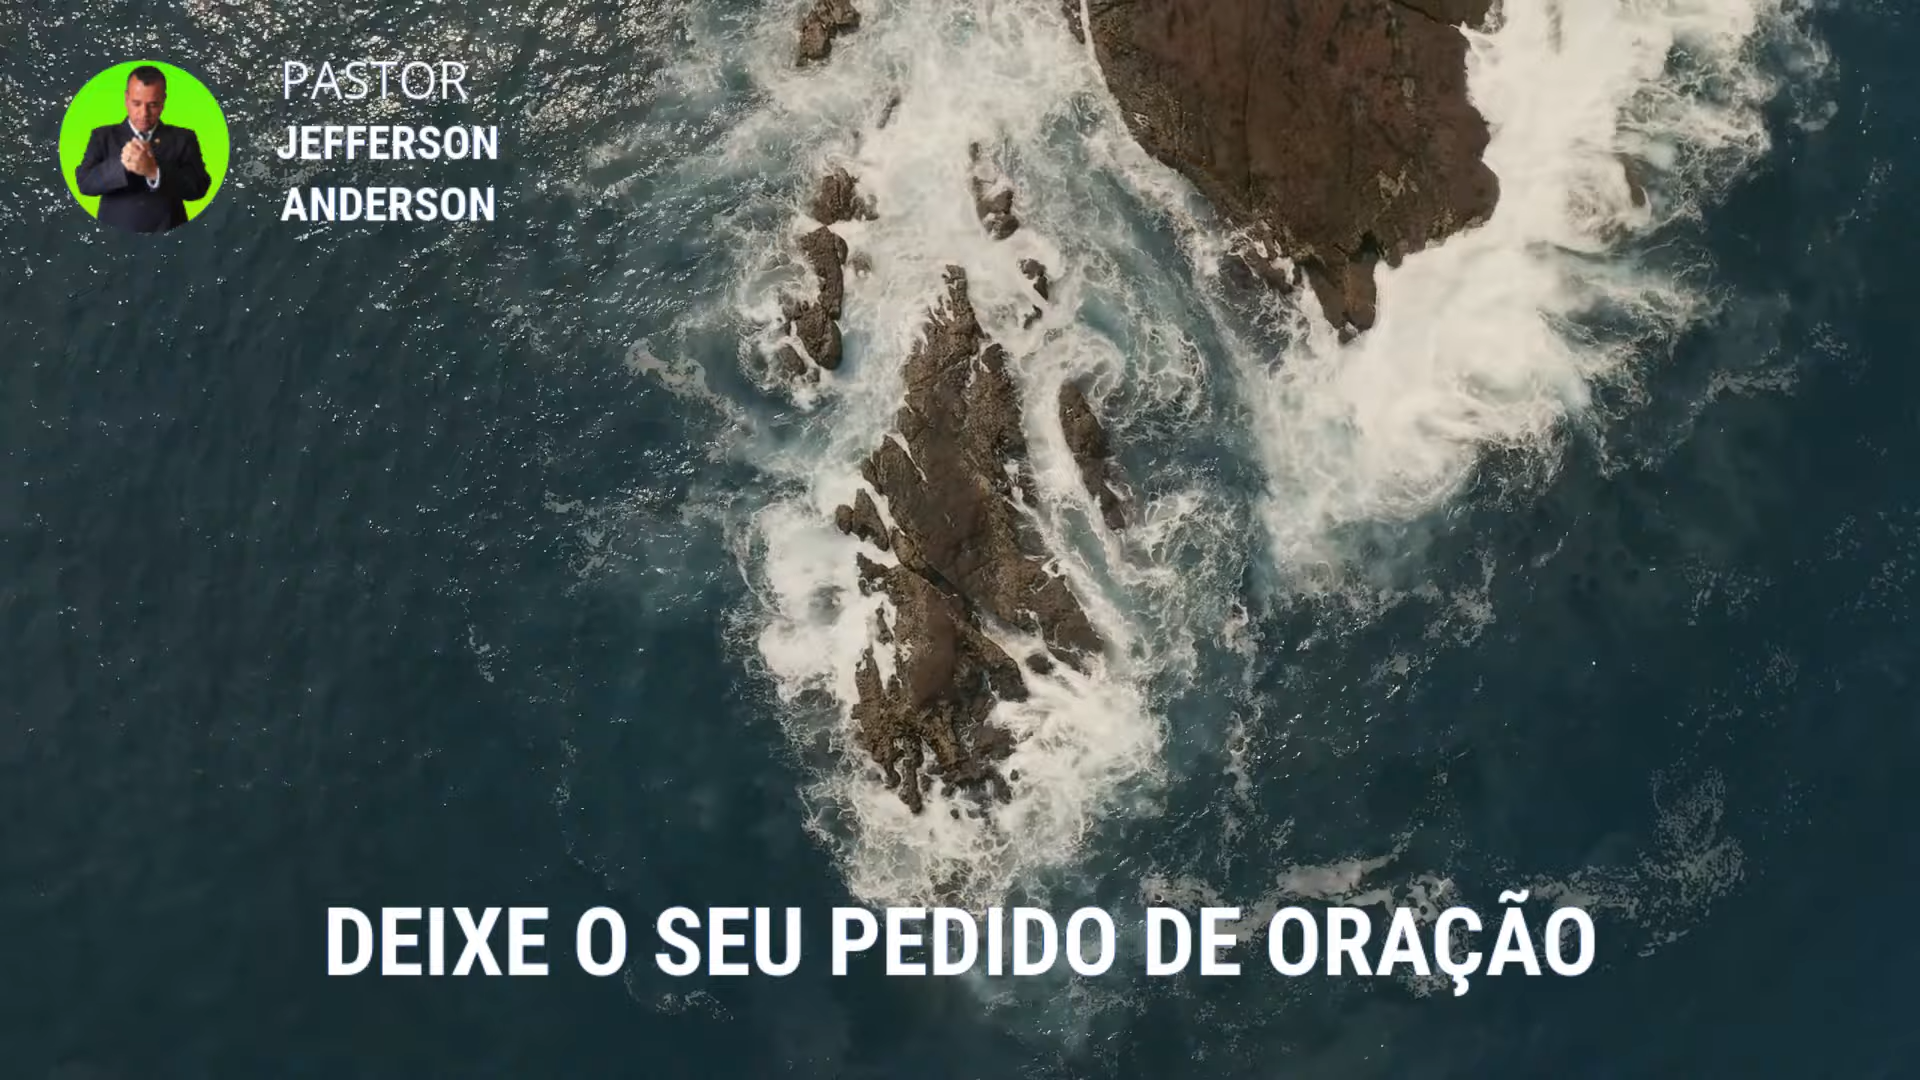 PASTOR
JEFFERSON
ANDERSON
DEIXE O SEU PEDIDO DE ORAÇÃO